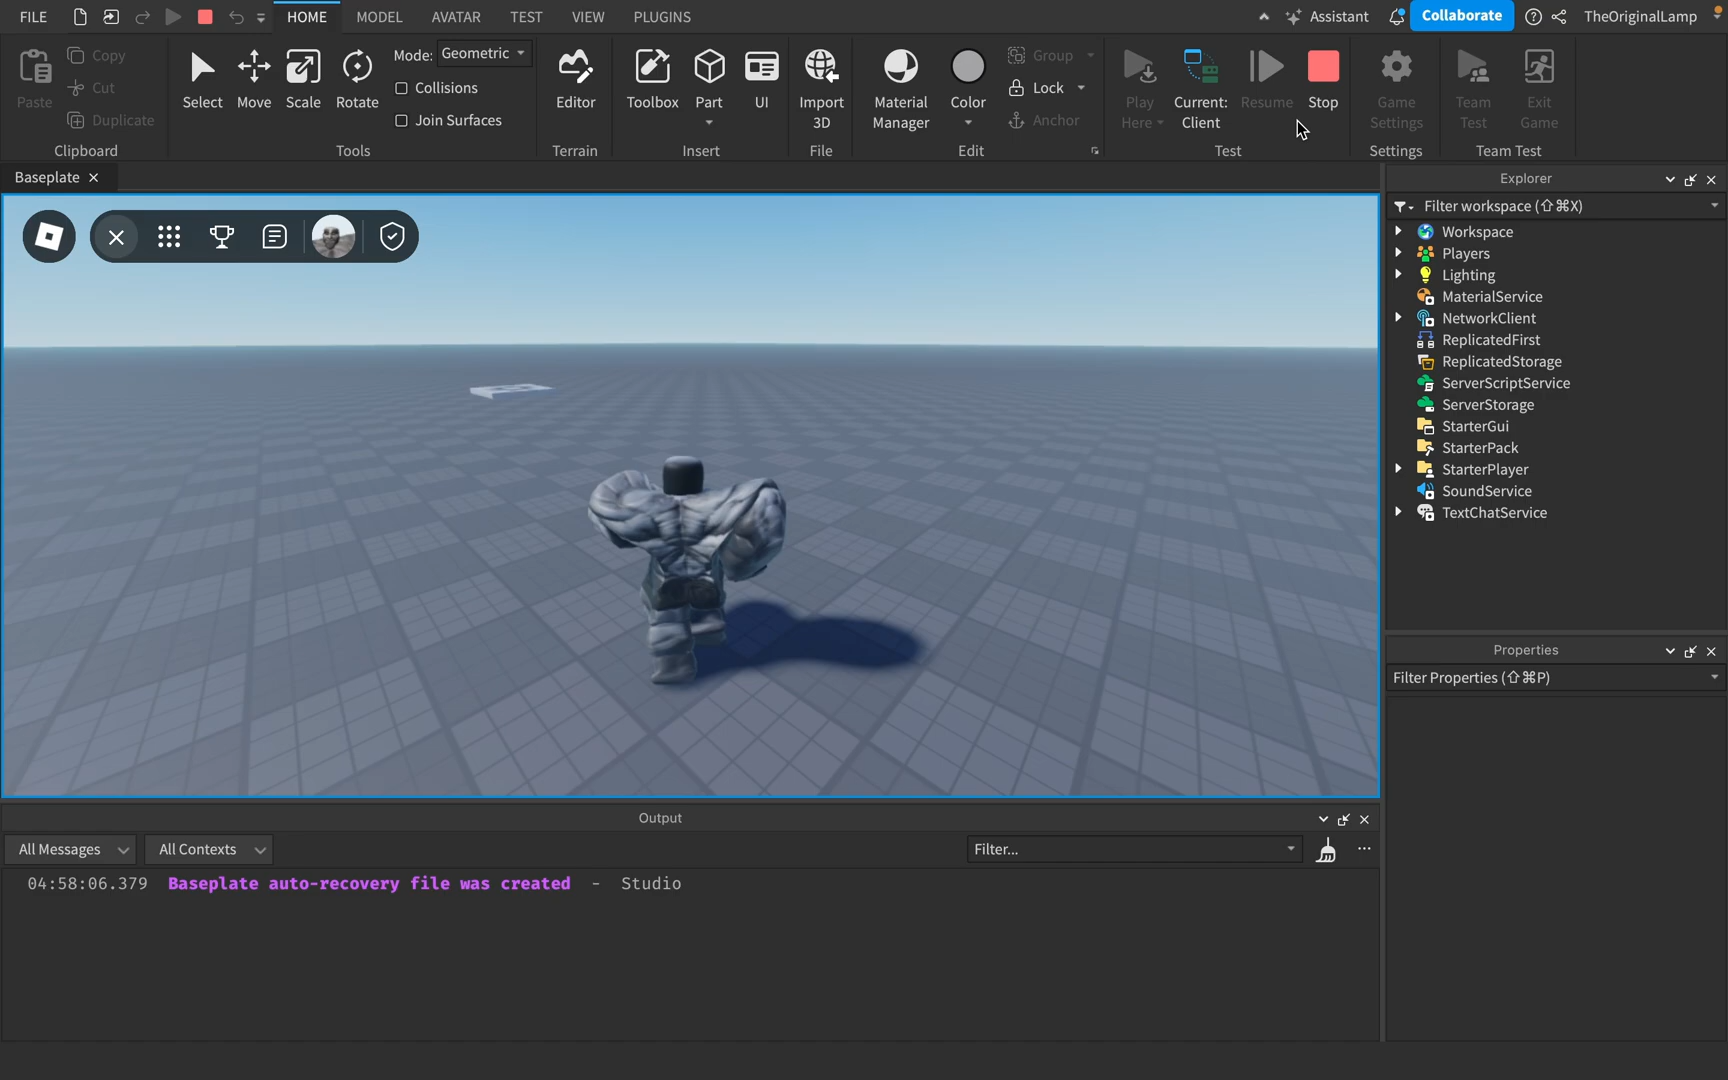 FILE HOME MODEL AVATAR TEST VIEW PLUGINS Assistant Collaborate TheOriginalLamp
Paste Copy Cut Duplicate
Clipboard
Select Move Scale Rotate
Mode: Geometric
Collisions
Join Surfaces
Tools
Editor
Terrain
Toolbox Part UI
Insert
Import
3D
File
Material
Manager
Color
Group
Lock
Anchor
Edit
Play
Here
Current:
Client
Resume
Stop
Test
Game
Settings
Settings
Team
Test
Exit
Game
Team Test
Baseplate
Explorer
Filter workspace (⇧⌘X)
Workspace
Players
Lighting
MaterialService
NetworkClient
ReplicatedFirst
ReplicatedStorage
ServerScriptService
ServerStorage
StarterGui
StarterPack
StarterPlayer
SoundService
TextChatService
Properties
Filter Properties (⇧⌘P)
Output
All Messages All Contexts Filter...
04:58:06.379 Baseplate auto-recovery file was created - Studio